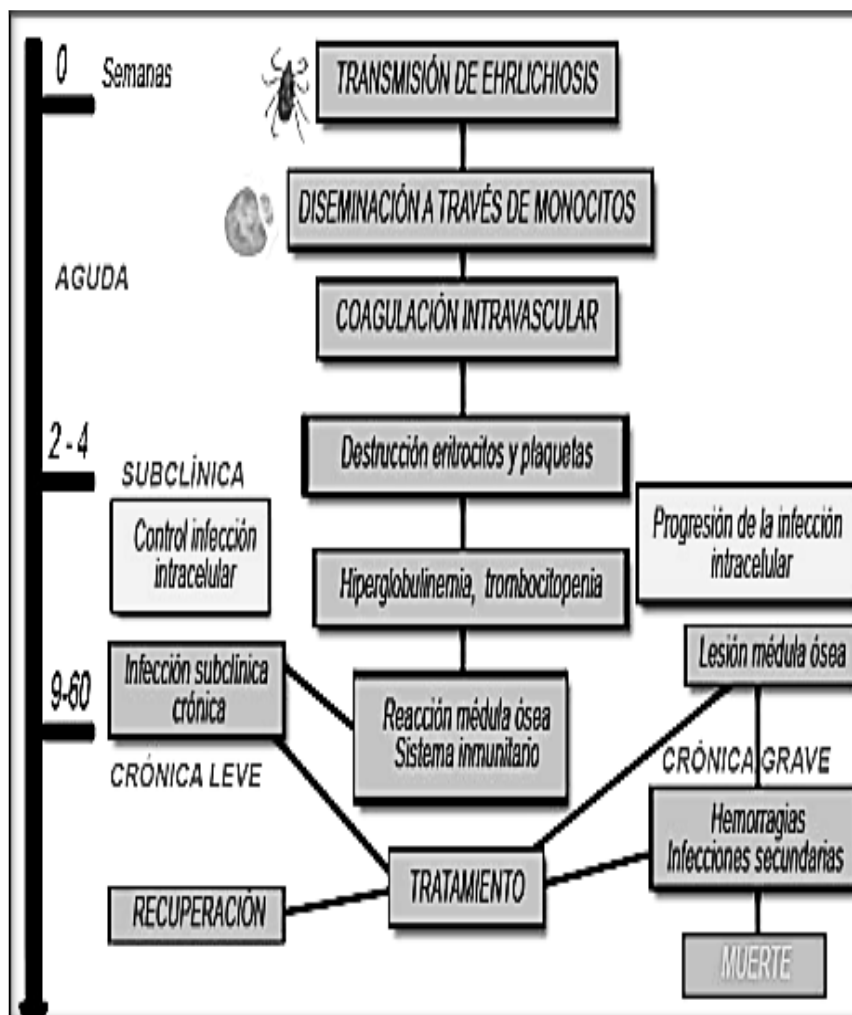 0 Semanas
TRANSMISIÓN DE EHRLICHIOSIS
DISEMINACIÓN A TRAVÉS DE MONOCITOS
AGUDA
COAGULACIÓN INTRAVASCULAR
2 - 4
SUBCLÍNICA
Destrucción eritrocitos y plaquetas
Control infección
intracelular
Progresión de la infección
intracelular
Hiperglobulinemia, trombocitopenia
9-60
Infección subclínica
crónica
Lesión médula ósea
Reacción médula ósea
Sistema inmunitario
CRÓNICA LEVE
CRÓNICA GRAVE
Hemorragias
Infecciones secundarias
TRATAMIENTO
RECUPERACIÓN
MUERTE